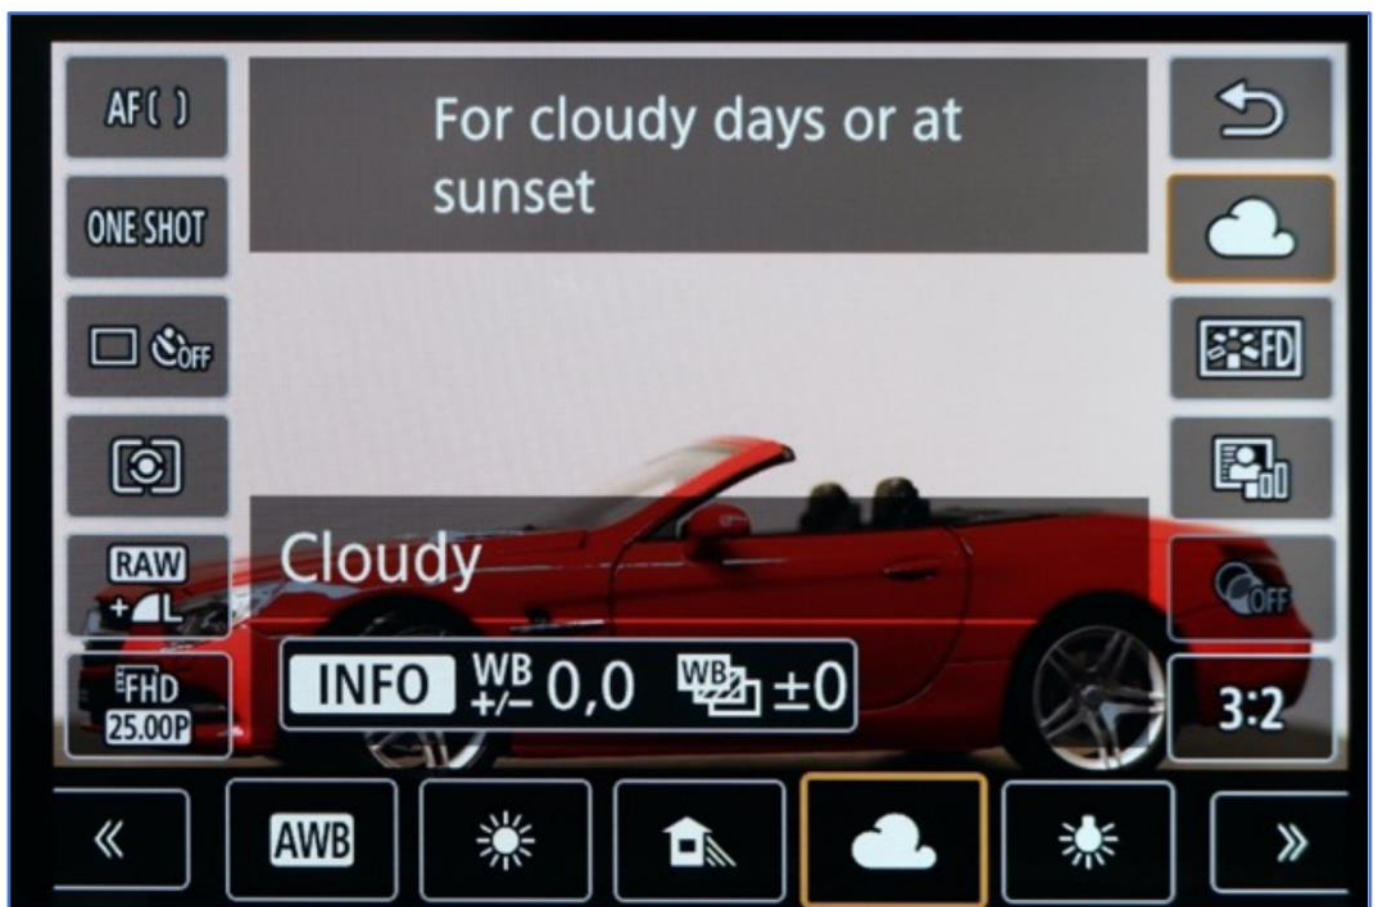 AF( )
For cloudy days or at
sunset
ONE SHOT
OFF
FD
Cloudy
RAW
+ L
OFF
INFO WB +/- 0,0 WB ±0
FHD
25.00P
3:2
AWB